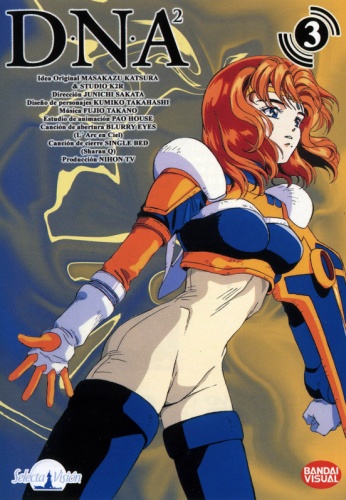 D·N·A²
3
Idea Original MASAKAZU KATSURA
& STUDIO K2R
Dirección JUNICHI SAKATA
Diseño de personajes KUMIKO TAKAHASHI
Música FUJIO TAKANO
Estudio de animación PAO HOUSE
Canción de abertura BLURRY EYES
(L'Arc en Ciel)
Canción de cierre SINGLE BED
(Sharan Q)
Producción NIHON TV
Selecta Visión
BANDAI
VISUAL